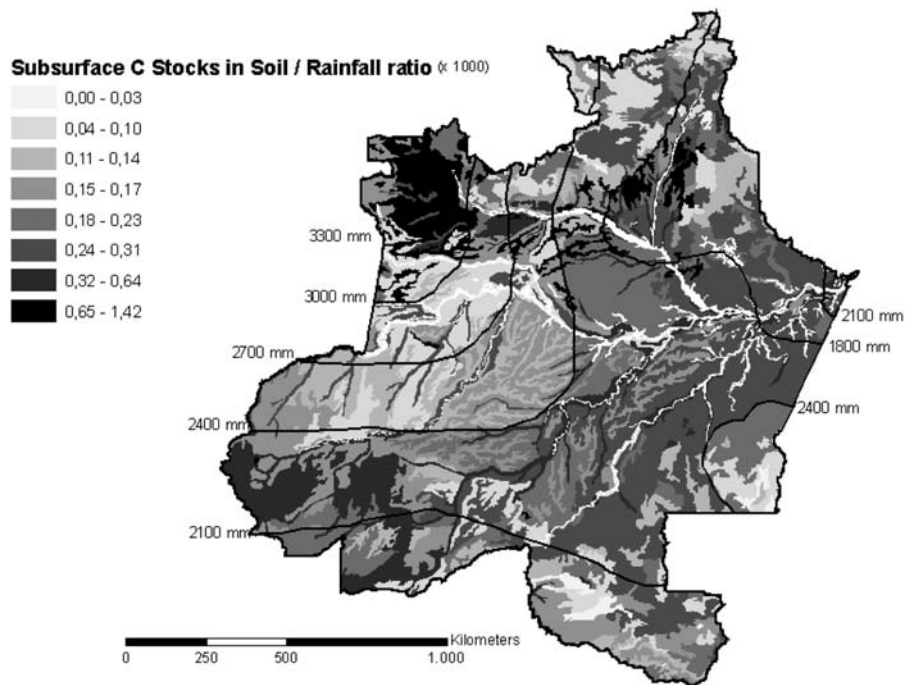 Subsurface C Stocks in Soil / Rainfall ratio (x 1000)
0,00 - 0,03
0,04 - 0,10
0,11 - 0,14
0,15 - 0,17
0,18 - 0,23
0,24 - 0,31
0,32 - 0,64
0,65 - 1,42
3300 mm
3000 mm
2700 mm
2400 mm
2100 mm
2100 mm
1800 mm
2400 mm
Kilometers
0 250 500 1.000